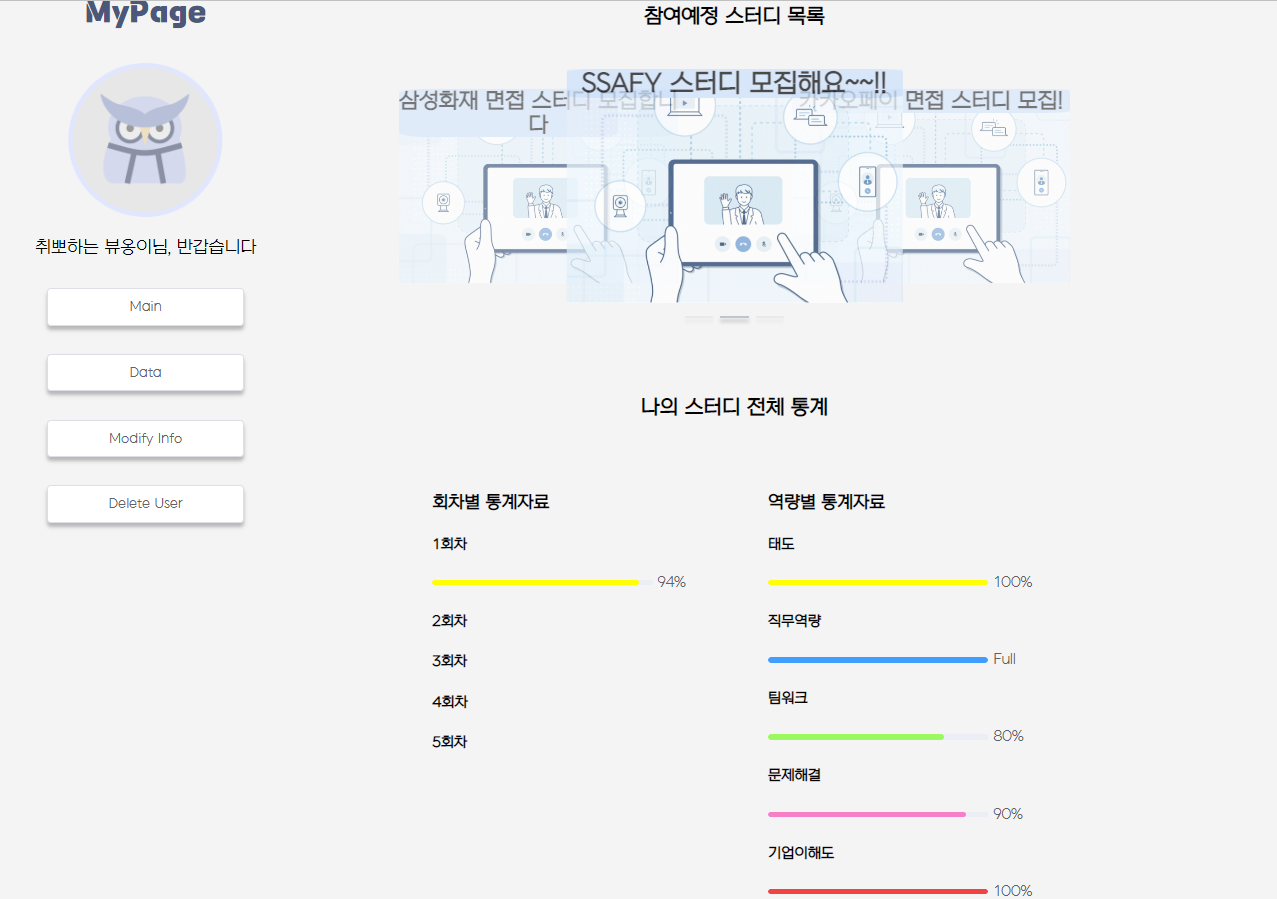 MyPage
취뽀하는 뷰옹이님, 반갑습니다
Main
Data
Modify Info
Delete User
참여예정 스터디 목록
삼성화재 면접 스터디 모집합니
다
SSAFY 스터디 모집해요~~!!
카카오페이 면접 스터디 모집!
나의 스터디 전체 통계
회차별 통계자료
1회차
94%
2회차
3회차
4회차
5회차
역량별 통계자료
태도
100%
직무역량
Full
팀워크
80%
문제해결
90%
기업이해도
100%